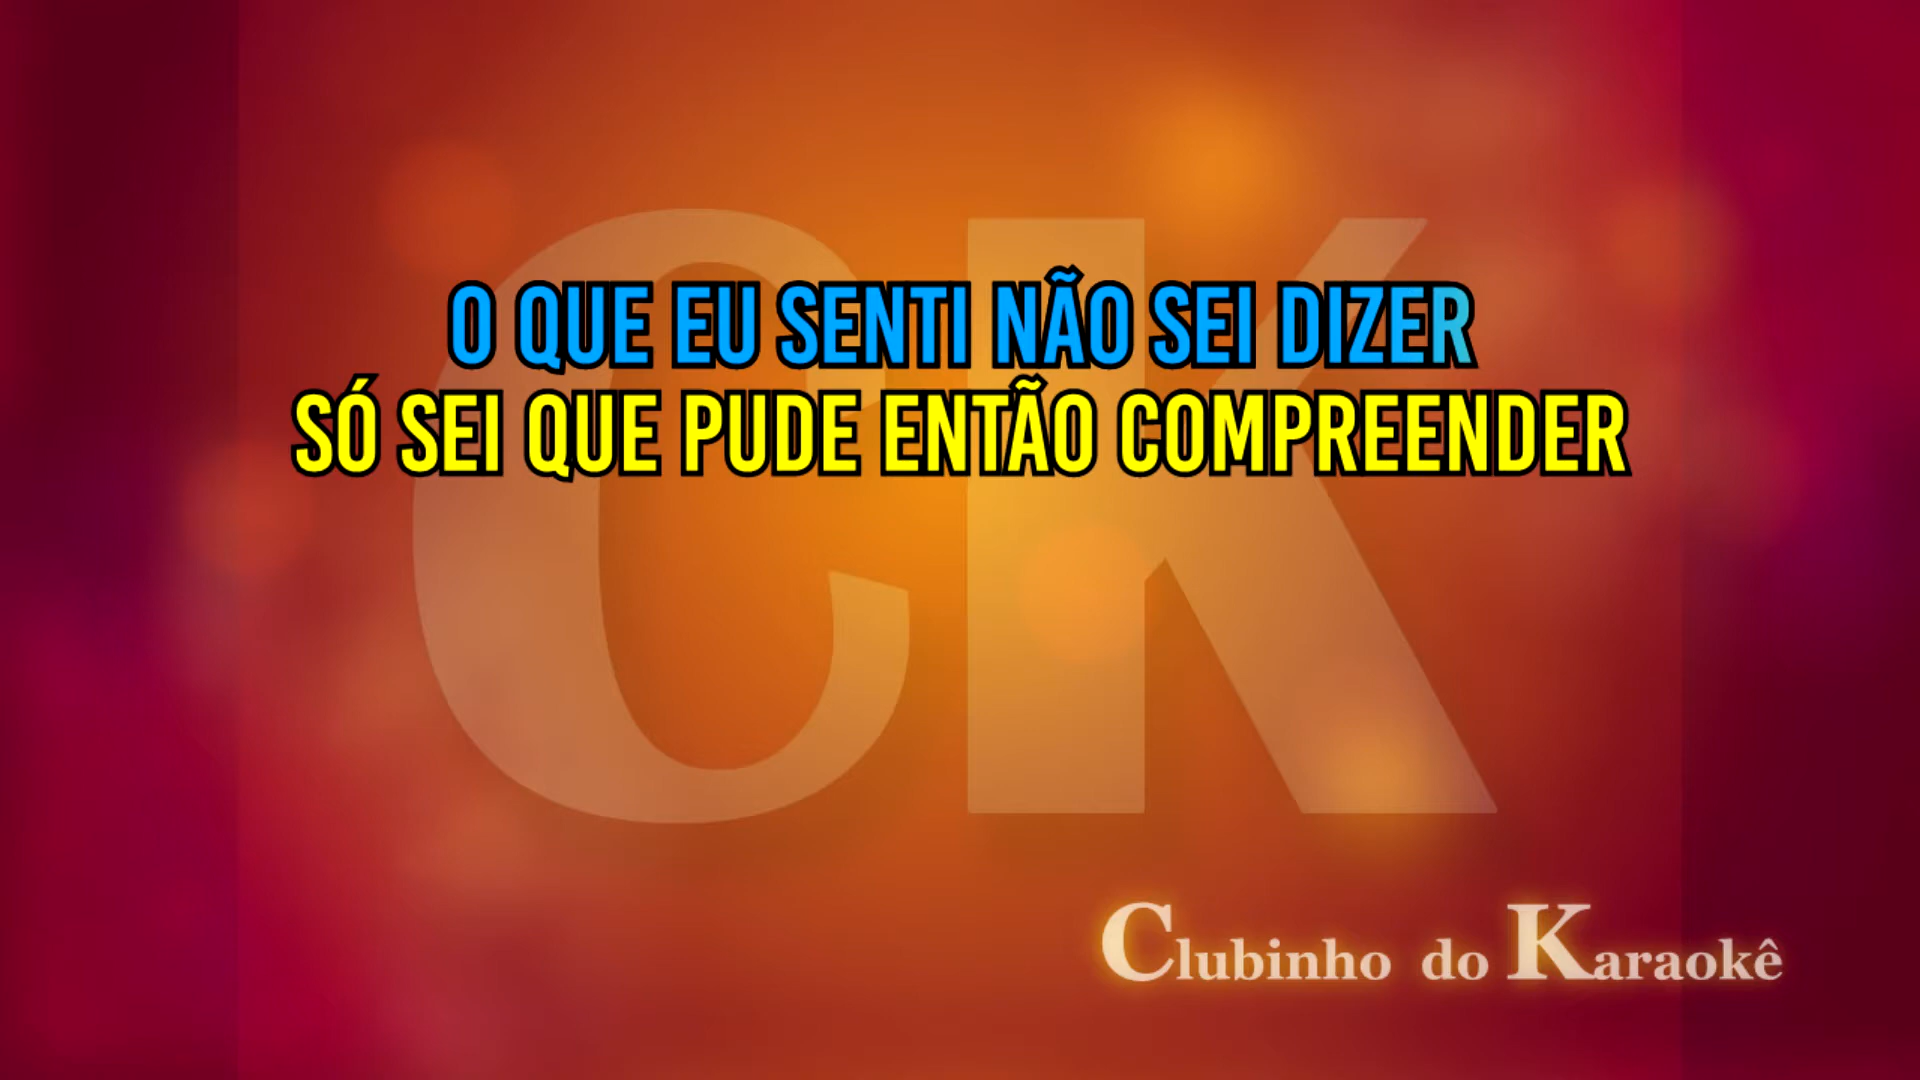 O QUE EU SENTI NÃO SEI DIZER
SÓ SEI QUE PUDE ENTÃO COMPREENDER
CK
Clubinho do Karaokê